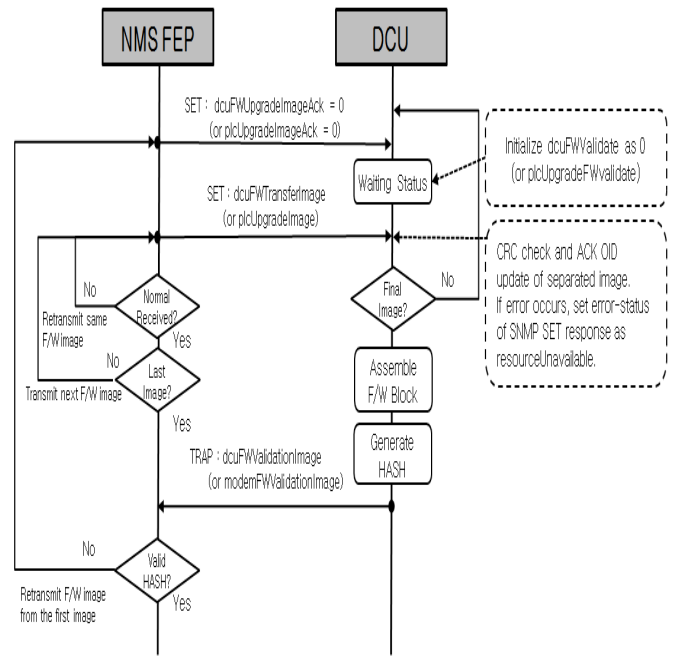 NMS FEP
DCU
SET : dcuFWUpgradeImageAck = 0
(or plcUpgradeImageAck = 0)
Initialize dcuFWValidate as 0
(or plcUpgradeFWvalidate)
Waiting Status
SET : dcuFWTransferImage
(or plcUpgradeImage)
CRC check and ACK OID
update of separated image.
If error occurs, set error-status
of SNMP SET response as
resourceUnavailable.
No
Normal
Received?
Retransmit same
F/W image
Yes
Final
Image?
No
No
Last
Image?
Transmit next F/W image
Yes
Assemble
F/W Block
Generate
HASH
TRAP : dcuFWValidationImage
(or modemFWValidationImage)
No
Valid
HASH?
Retransmit F/W image
from the first image
Yes